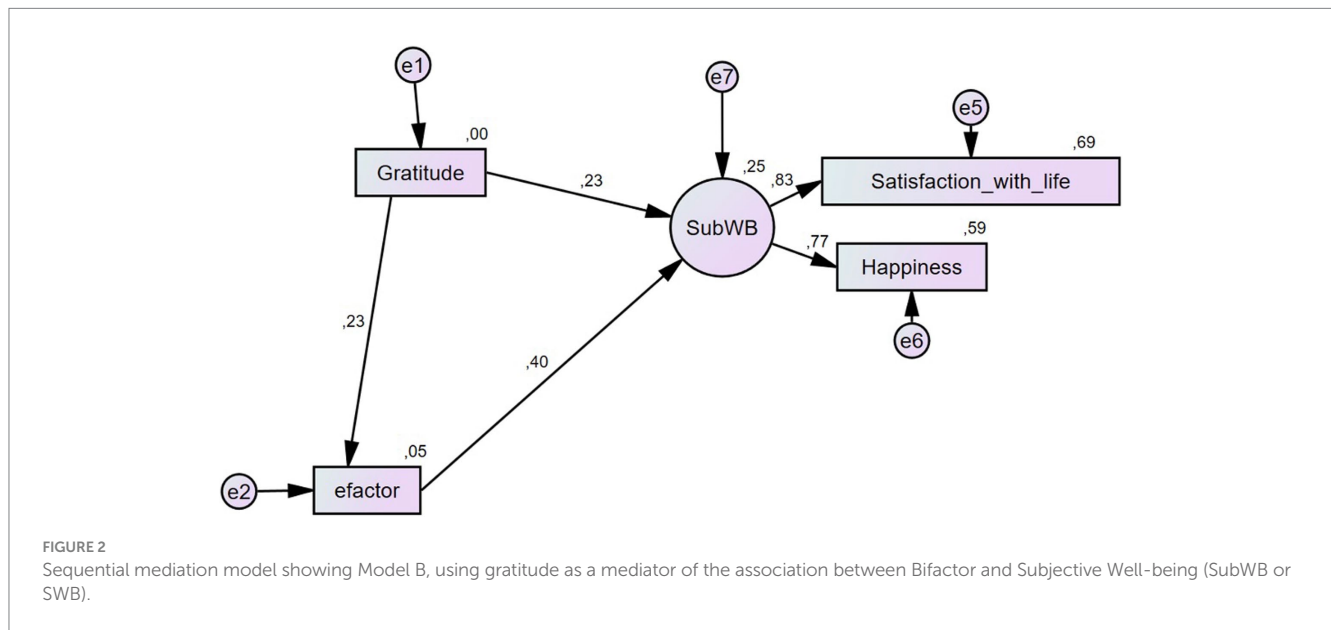 e1
e7
e5
,00
,69
Gratitude
,23
,25
,83
Satisfaction_with_life
SubWB
,77
,59
Happiness
,23
e6
,40
,05
e2
efactor
FIGURE 2
Sequential mediation model showing Model B, using gratitude as a mediator of the association between Bifactor and Subjective Well-being (SubWB or
SWB).